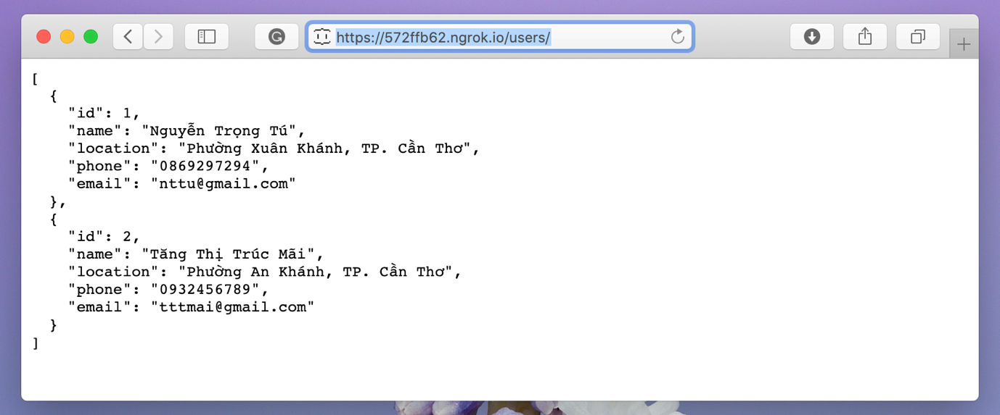 https://572ffb62.ngrok.io/users/
[
{
"id": 1,
"name": "Nguyễn Trọng Tú",
"location": "Phường Xuân Khánh, TP. Cần Thơ",
"phone": "0869297294",
"email": "nttu@gmail.com"
},
{
"id": 2,
"name": "Tăng Thị Trúc Mãi",
"location": "Phường An Khánh, TP. Cần Thơ",
"phone": "0932456789",
"email": "tttmai@gmail.com"
}
]